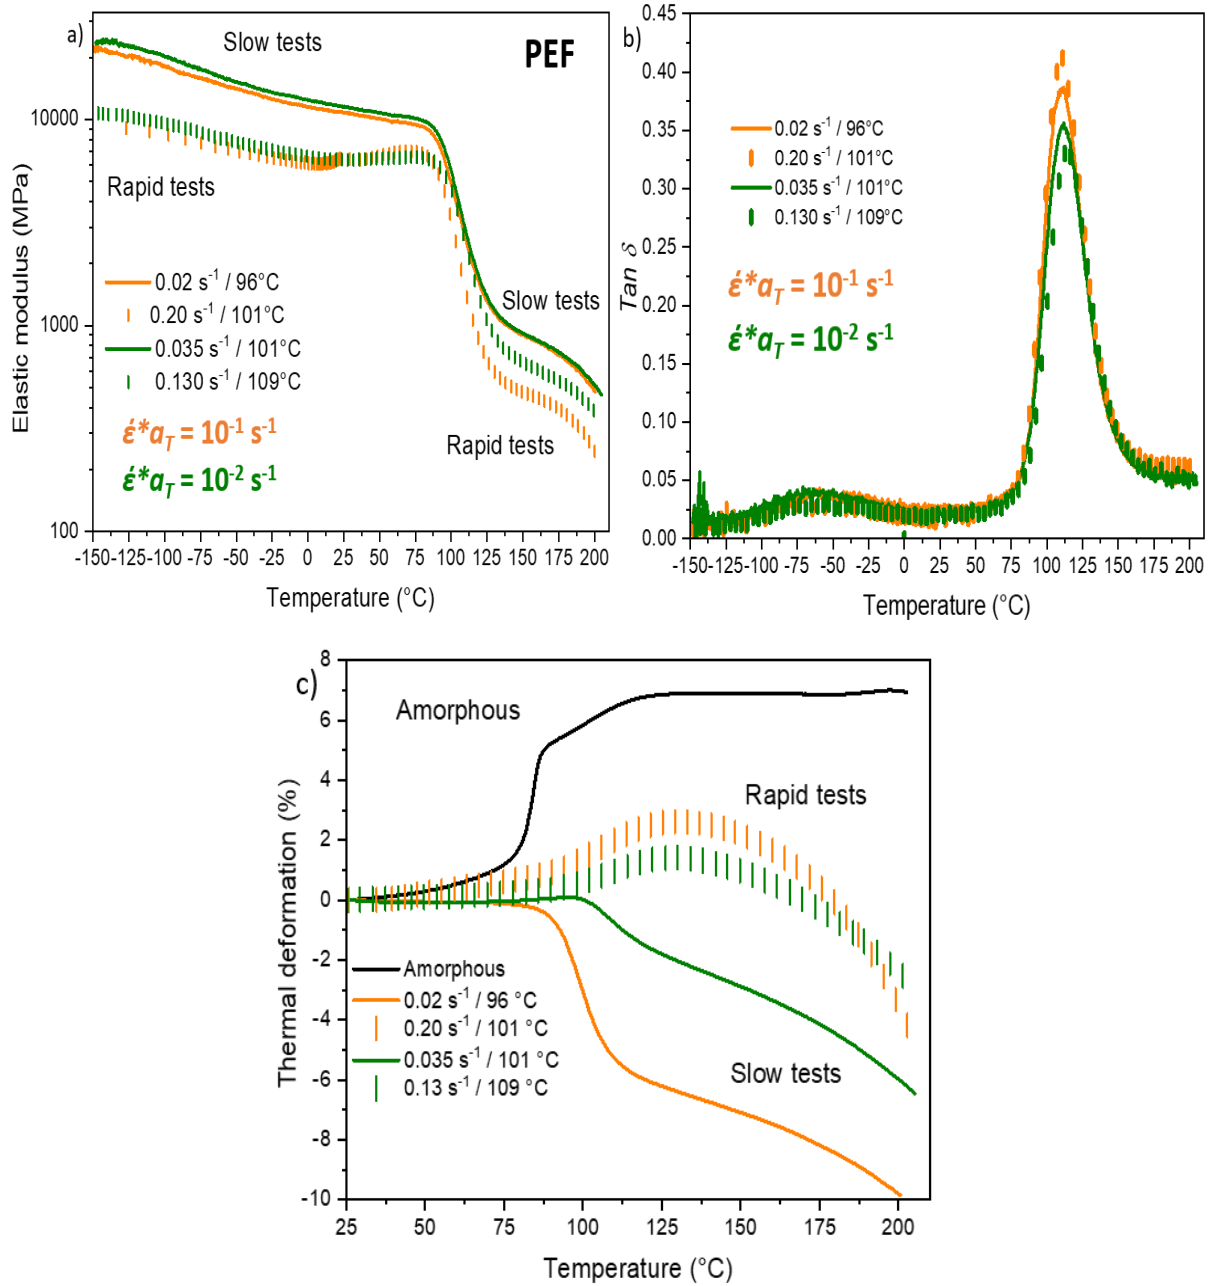 a)
Slow tests
PEF
Rapid tests
0.02 s-1 / 96°C
0.20 s-1 / 101°C
0.035 s-1 / 101°C
0.130 s-1 / 109°C
έ*aT = 10-1 s-1
έ*aT = 10-2 s-1
Slow tests
Rapid tests
10000
1000
100
Elastic modulus (MPa)
-150 -125 -100 -75 -50 -25 0 25 50 75 100 125 150 175 200
Temperature (°C)
b)
0.02 s-1 / 96°C
0.20 s-1 / 101°C
0.035 s-1 / 101°C
0.130 s-1 / 109°C
έ*aT = 10-1 s-1
έ*aT = 10-2 s-1
0.45
0.40
0.35
0.30
0.25
0.20
0.15
0.10
0.05
0.00
Tan δ
-150 -125 -100 -75 -50 -25 0 25 50 75 100 125 150 175 200
Temperature (°C)
c)
Amorphous
Rapid tests
Amorphous
0.02 s-1 / 96 °C
0.20 s-1 / 101 °C
0.035 s-1 / 101 °C
0.13 s-1 / 109 °C
Slow tests
8
6
4
2
0
-2
-4
-6
-8
-10
Thermal deformation (%)
25 50 75 100 125 150 175 200
Temperature (°C)